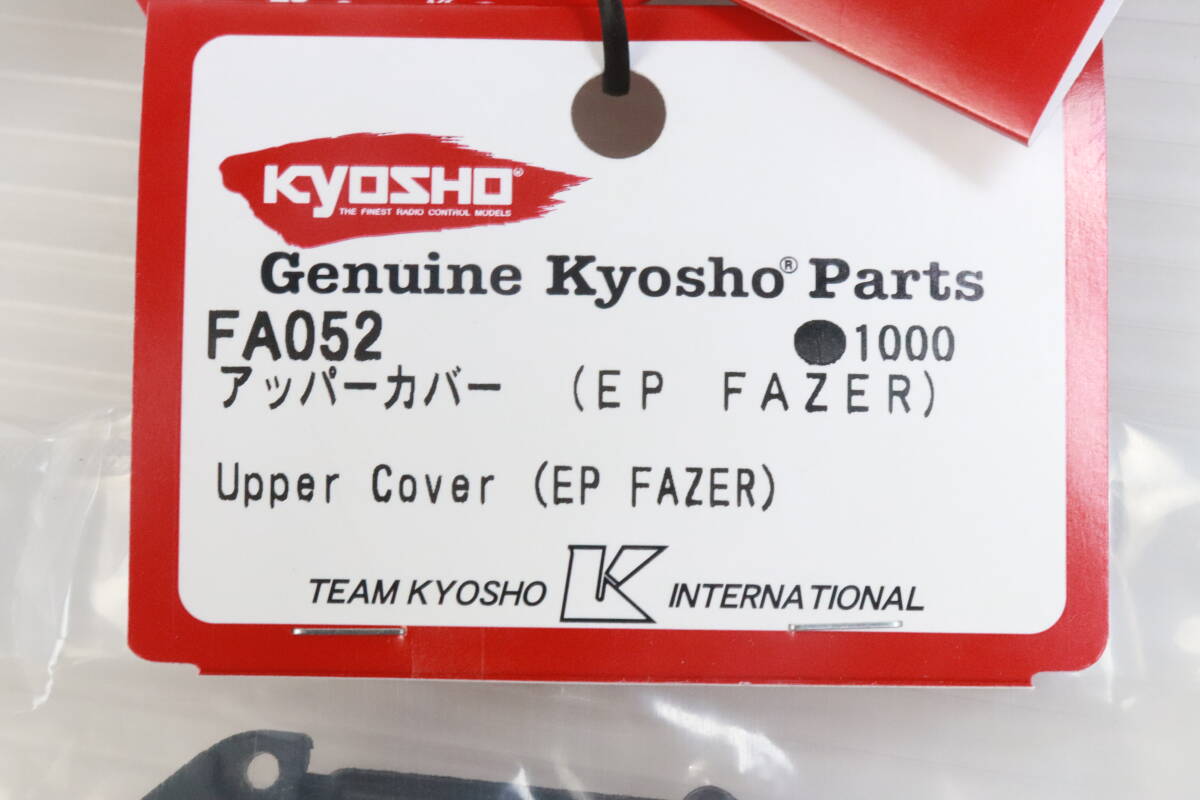 KYOSHO®
THE FINEST RADIO CONTROL MODELS
Genuine Kyosho® Parts
FA052 ●1000
アッパーカバー （EP FAZER）
Upper Cover (EP FAZER)
TEAM KYOSHO K INTERNATIONAL